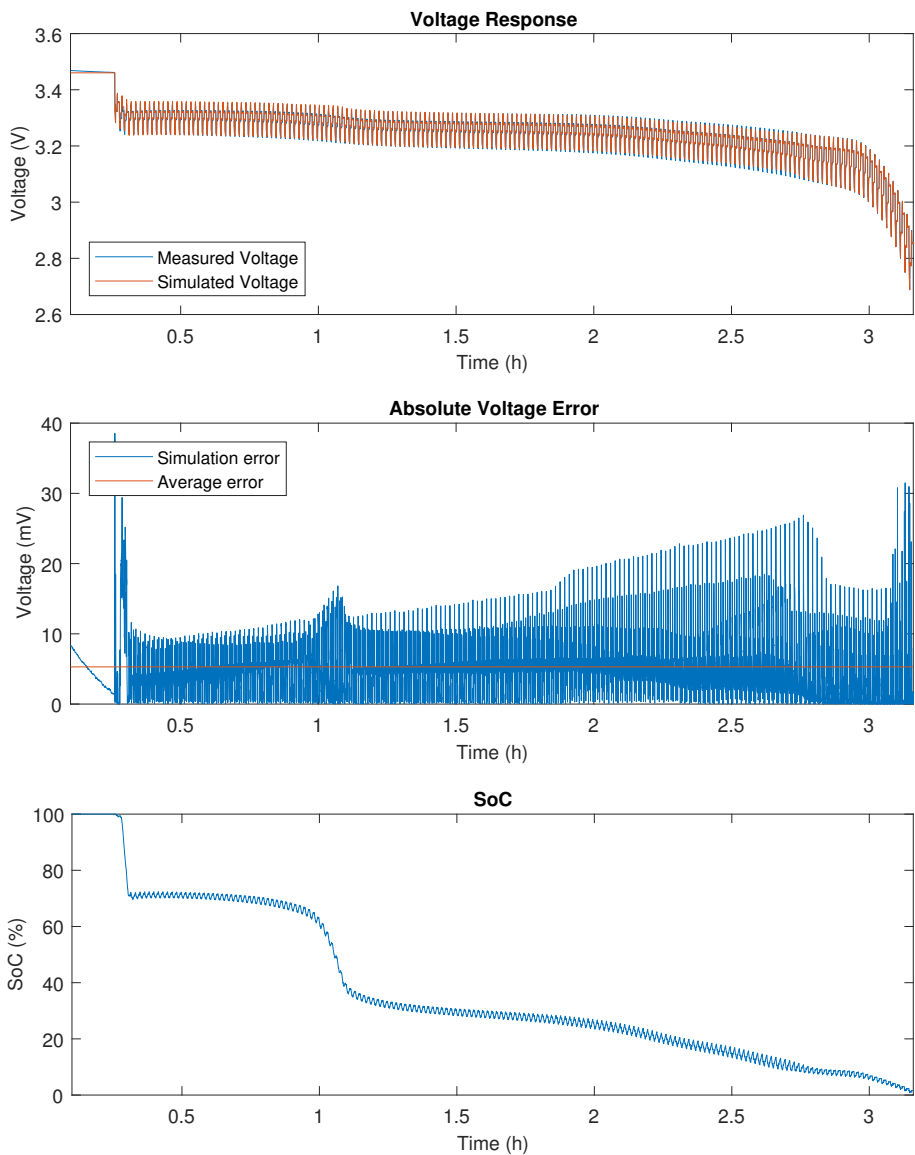 Voltage Response
3.6
3.4
3.2
3
2.8
2.6
Voltage (V)
Measured Voltage
Simulated Voltage
0.5 1 1.5 2 2.5 3
Time (h)
Absolute Voltage Error
40
30
20
10
0
Voltage (mV)
Simulation error
Average error
0.5 1 1.5 2 2.5 3
Time (h)
SoC
100
80
60
40
20
0
SoC (%)
0.5 1 1.5 2 2.5 3
Time (h)